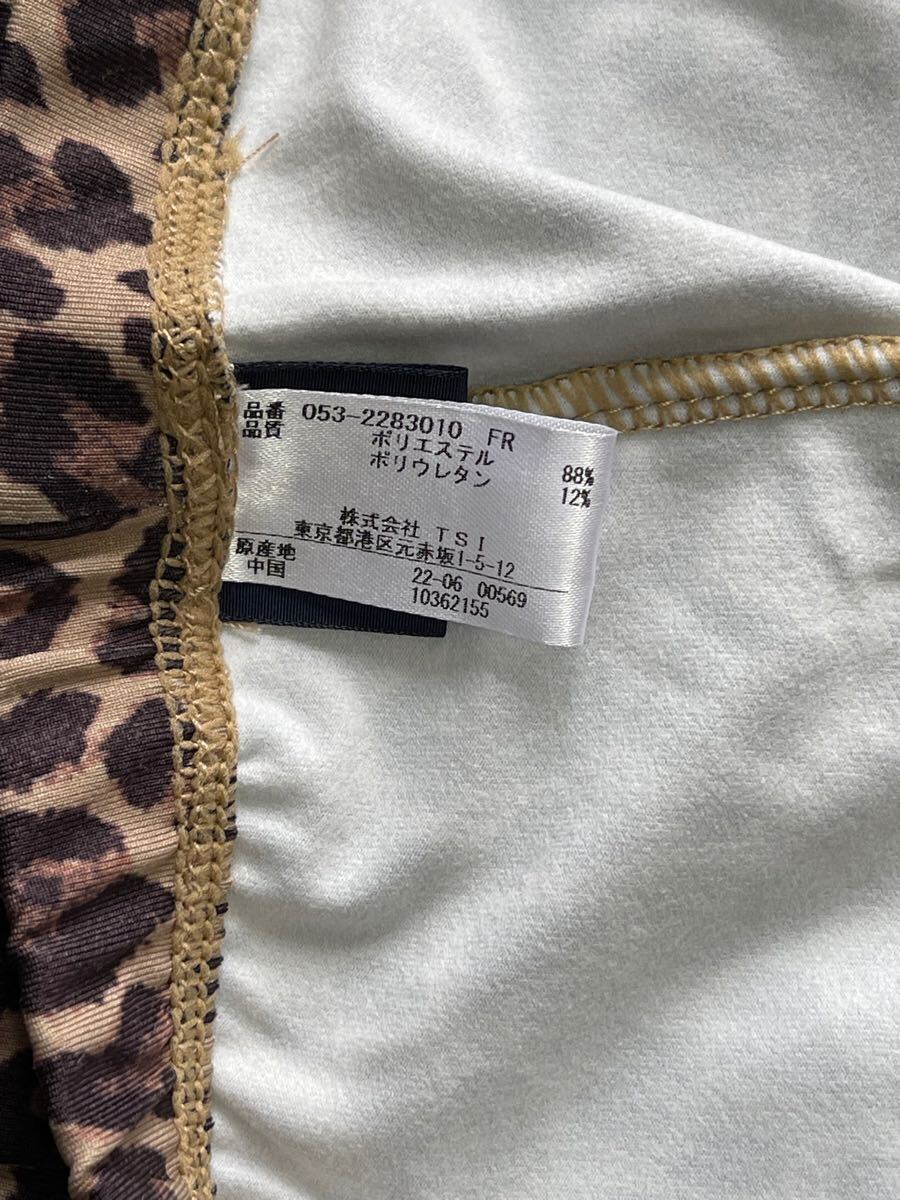 品番 053-2283010 FR
品質 ポリエステル 88%
ポリウレタン 12%
株式会社 TSI
東京都港区元赤坂1-5-12
原産地
中国 22-06 00569
10362155